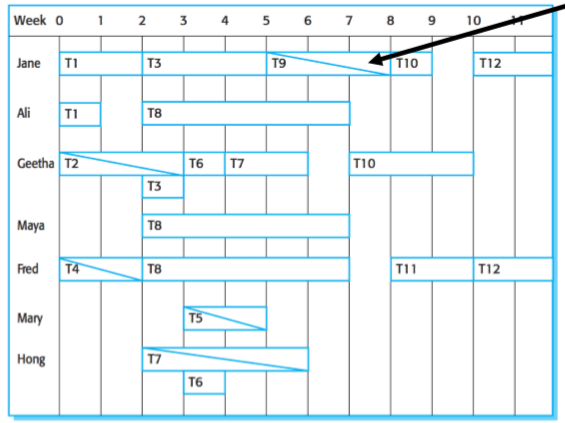 Week 0 1 2 3 4 5 6 7 8 9 10 11
Jane T1 T3 T9 T10 T12
Ali T1 T8
Geetha T2 T6 T7 T10
T3
Maya T8
Fred T4 T8 T11 T12
Mary T5
Hong T7
T6